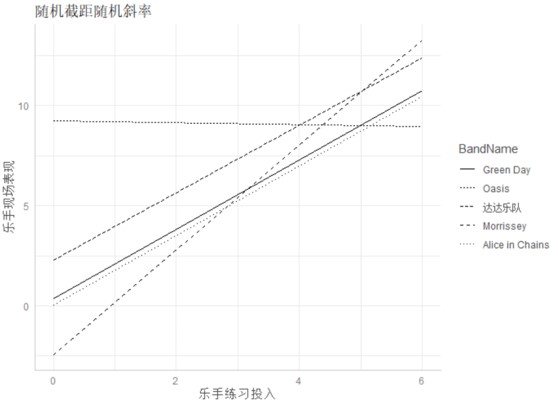 随机截距随机斜率
乐手现场表现
10
5
0
0
2
4
6
乐手练习投入
BandName
Green Day
Oasis
达达乐队
Morrissey
Alice in Chains